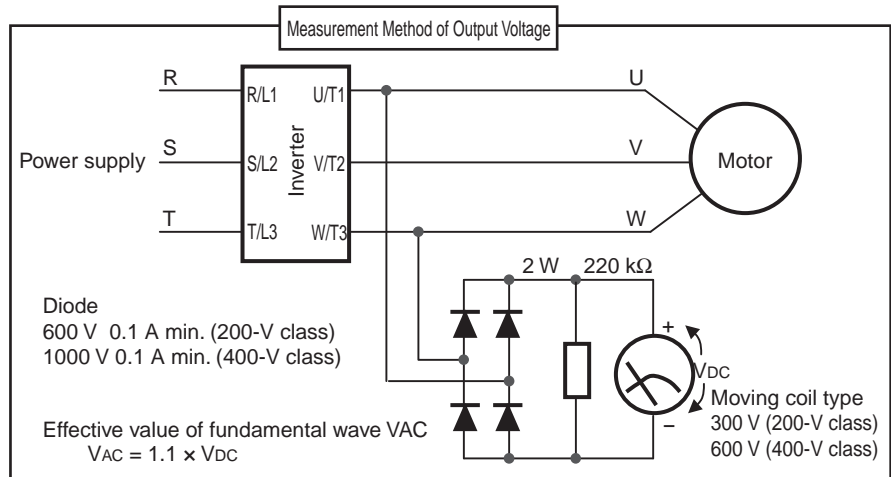 Measurement Method of Output Voltage
R
R/L1
U/T1
U
Power supply
S
S/L2
Inverter
V/T2
V
Motor
T
T/L3
W/T3
W
2 W 220 kΩ
Diode
600 V 0.1 A min. (200-V class)
1000 V 0.1 A min. (400-V class)
+
VDC
−
Moving coil type
300 V (200-V class)
600 V (400-V class)
Effective value of fundamental wave VAC
VAC = 1.1 × VDC